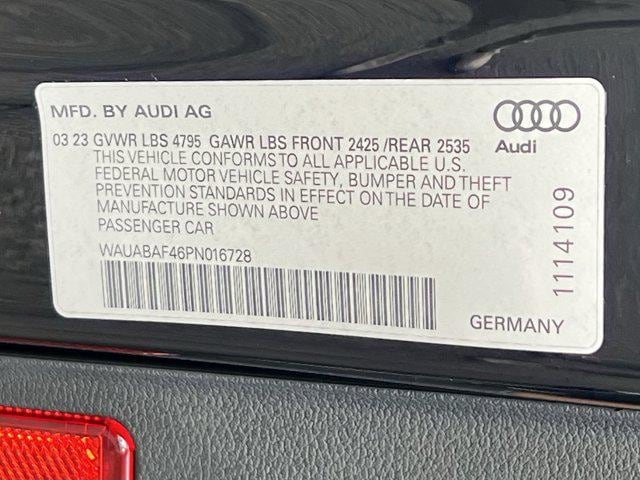 MFD. BY AUDI AG
03 23 GVWR LBS 4795 GAWR LBS FRONT 2425 /REAR 2535
THIS VEHICLE CONFORMS TO ALL APPLICABLE U.S.
FEDERAL MOTOR VEHICLE SAFETY, BUMPER AND THEFT
PREVENTION STANDARDS IN EFFECT ON THE DATE OF
MANUFACTURE SHOWN ABOVE
PASSENGER CAR
WAUABAF46PN016728
Audi
1114109
GERMANY